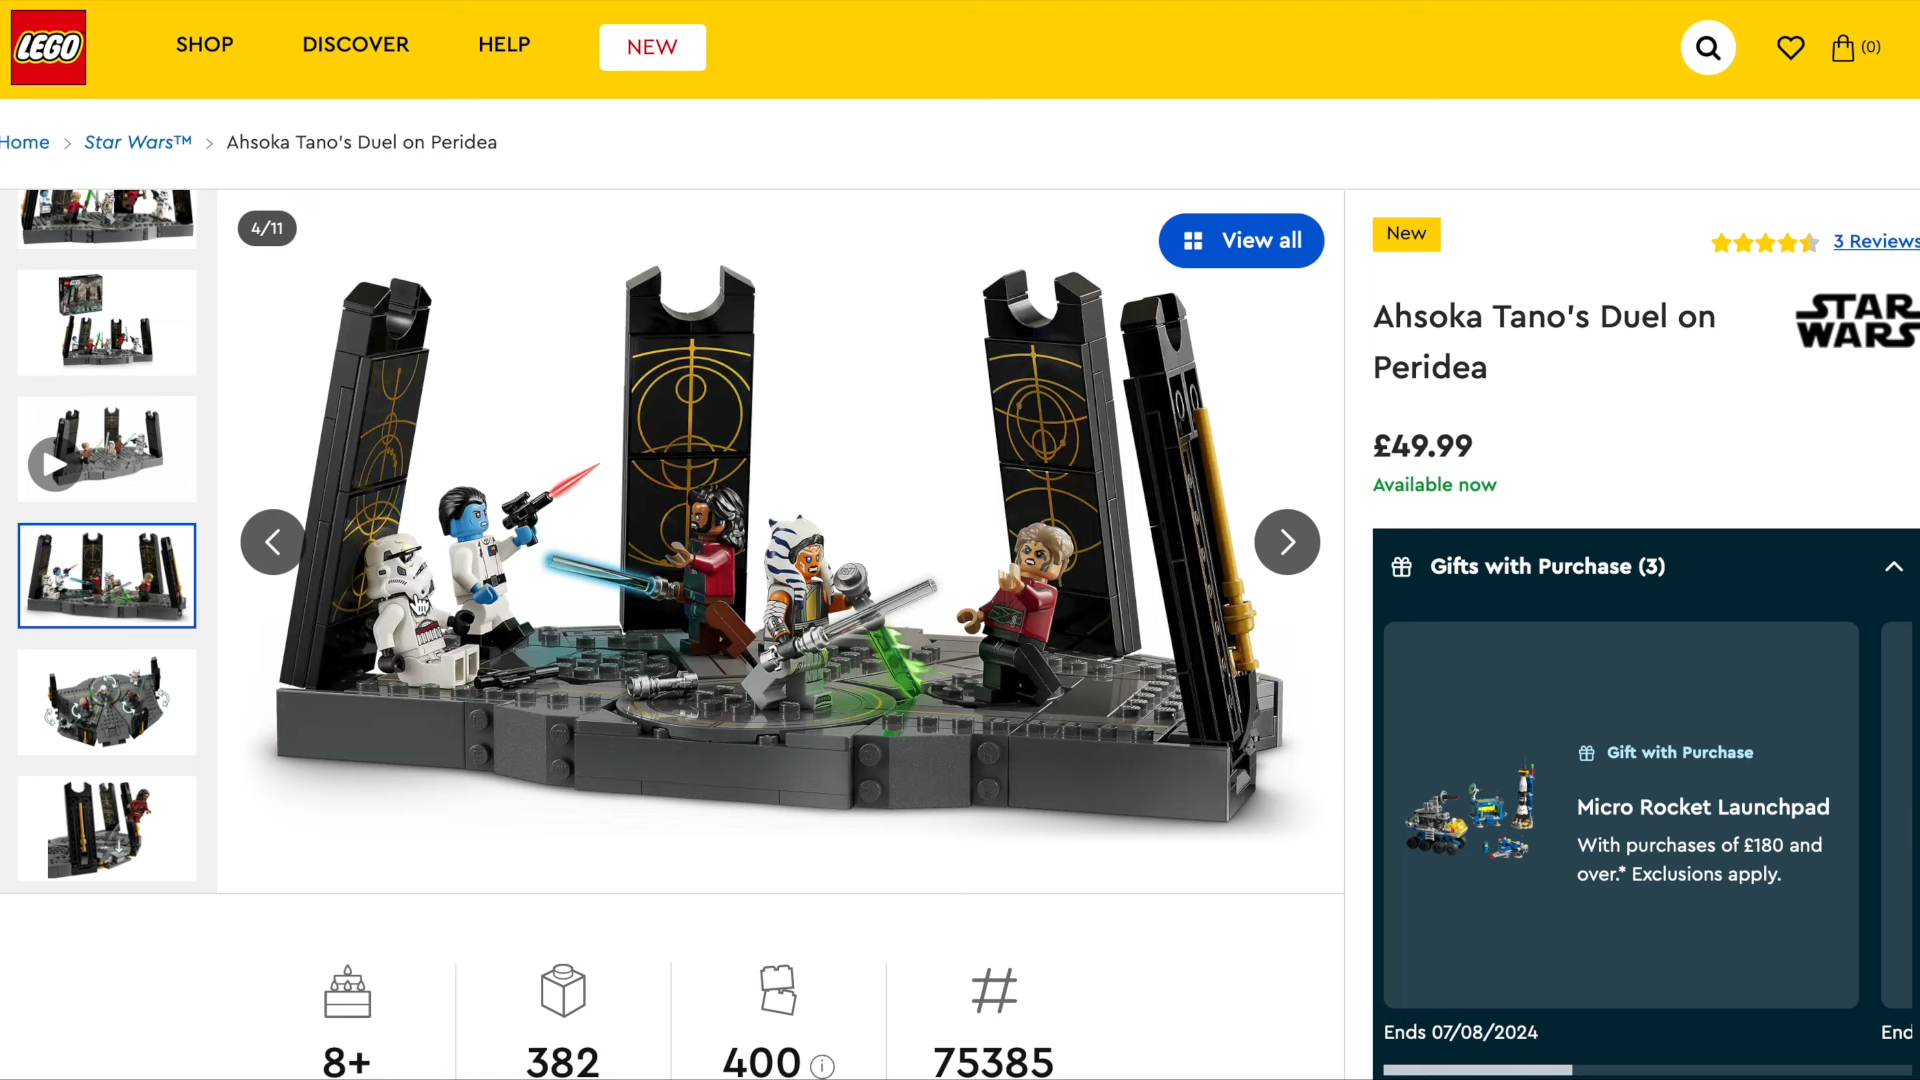 LEGO
SHOP
DISCOVER
HELP
NEW
(0)
Home > Star Wars™ > Ahsoka Tano's Duel on Peridea
4/11
View all
New
3 Reviews
Ahsoka Tano's Duel on
Peridea
STAR
WARS
£49.99
Available now
Gifts with Purchase (3)
Gift with Purchase
Micro Rocket Launchpad
With purchases of £180 and
over.* Exclusions apply.
Ends 07/08/2024
End
8+
382
400
75385